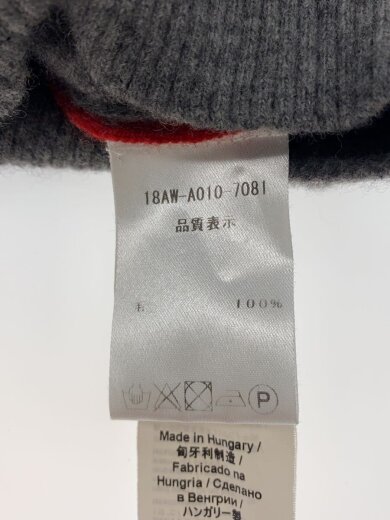 18AW-A010-7081
品質表示
毛 100%
P
Made in Hungary /
匈牙利制造 /
Fabricado na
Hungria / Сделано
в Венгрии /
ハンガリー製